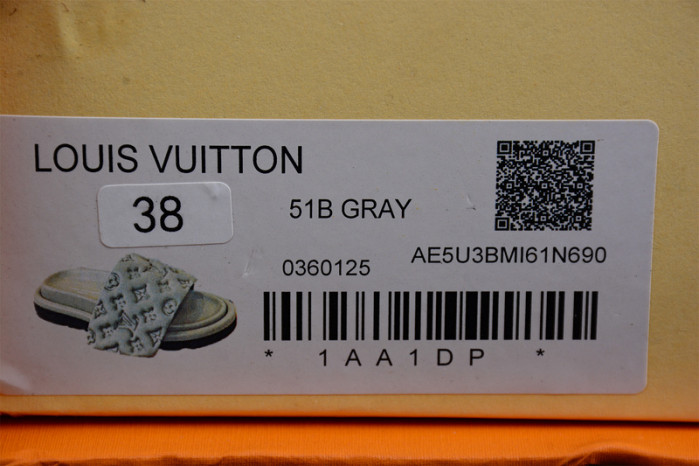 LOUIS VUITTON
38
51B GRAY
0360125
AE5U3BMI61N690
* 1AA1DP *